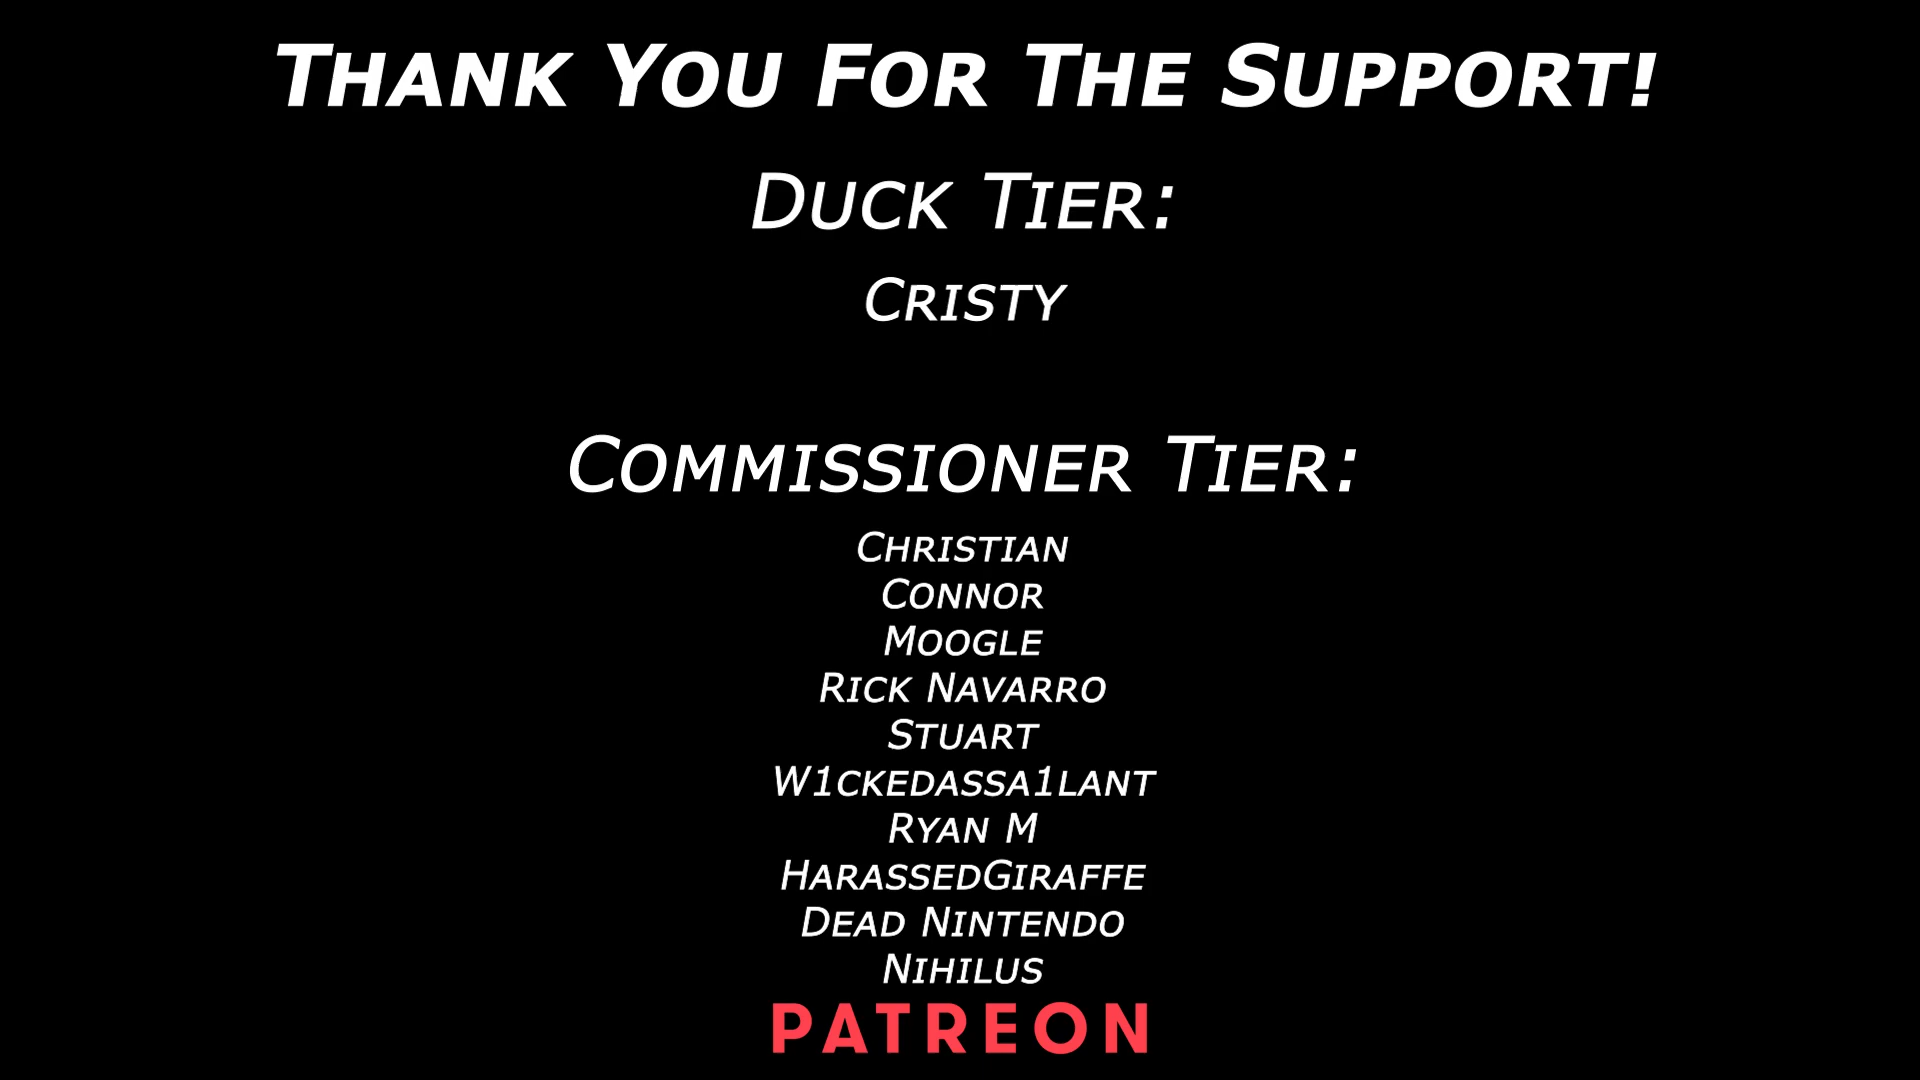 Thank You For The Support!
Duck Tier:
Cristy
Commissioner Tier:
Christian
Connor
Moogle
Rick Navarro
Stuart
W1ckedassa1lant
Ryan M
HarassedGiraffe
Dead Nintendo
Nihilus
PATREON